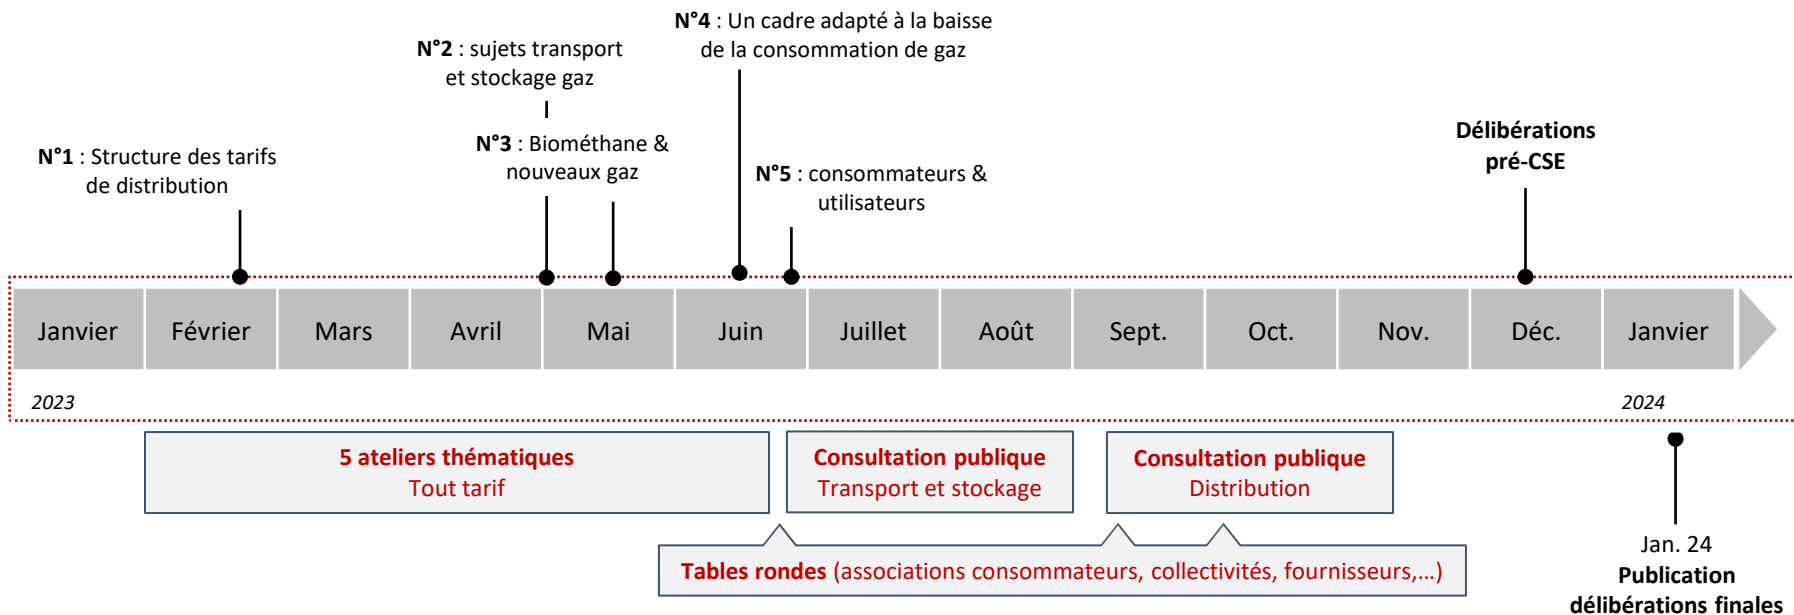 N°4 : Un cadre adapté à la baisse
de la consommation de gaz
N°2 : sujets transport
et stockage gaz
N°3 : Biométhane &
nouveaux gaz
N°1 : Structure des tarifs
de distribution
N°5 : consommateurs &
utilisateurs
Délibérations
pré-CSE
Janvier
Février
Mars
Avril
Mai
Juin
Juillet
Août
Sept.
Oct.
Nov.
Déc.
Janvier
2023
2024
5 ateliers thématiques
Tout tarif
Consultation publique
Transport et stockage
Consultation publique
Distribution
Tables rondes (associations consommateurs, collectivités, fournisseurs,…)
Jan. 24
Publication
délibérations finales